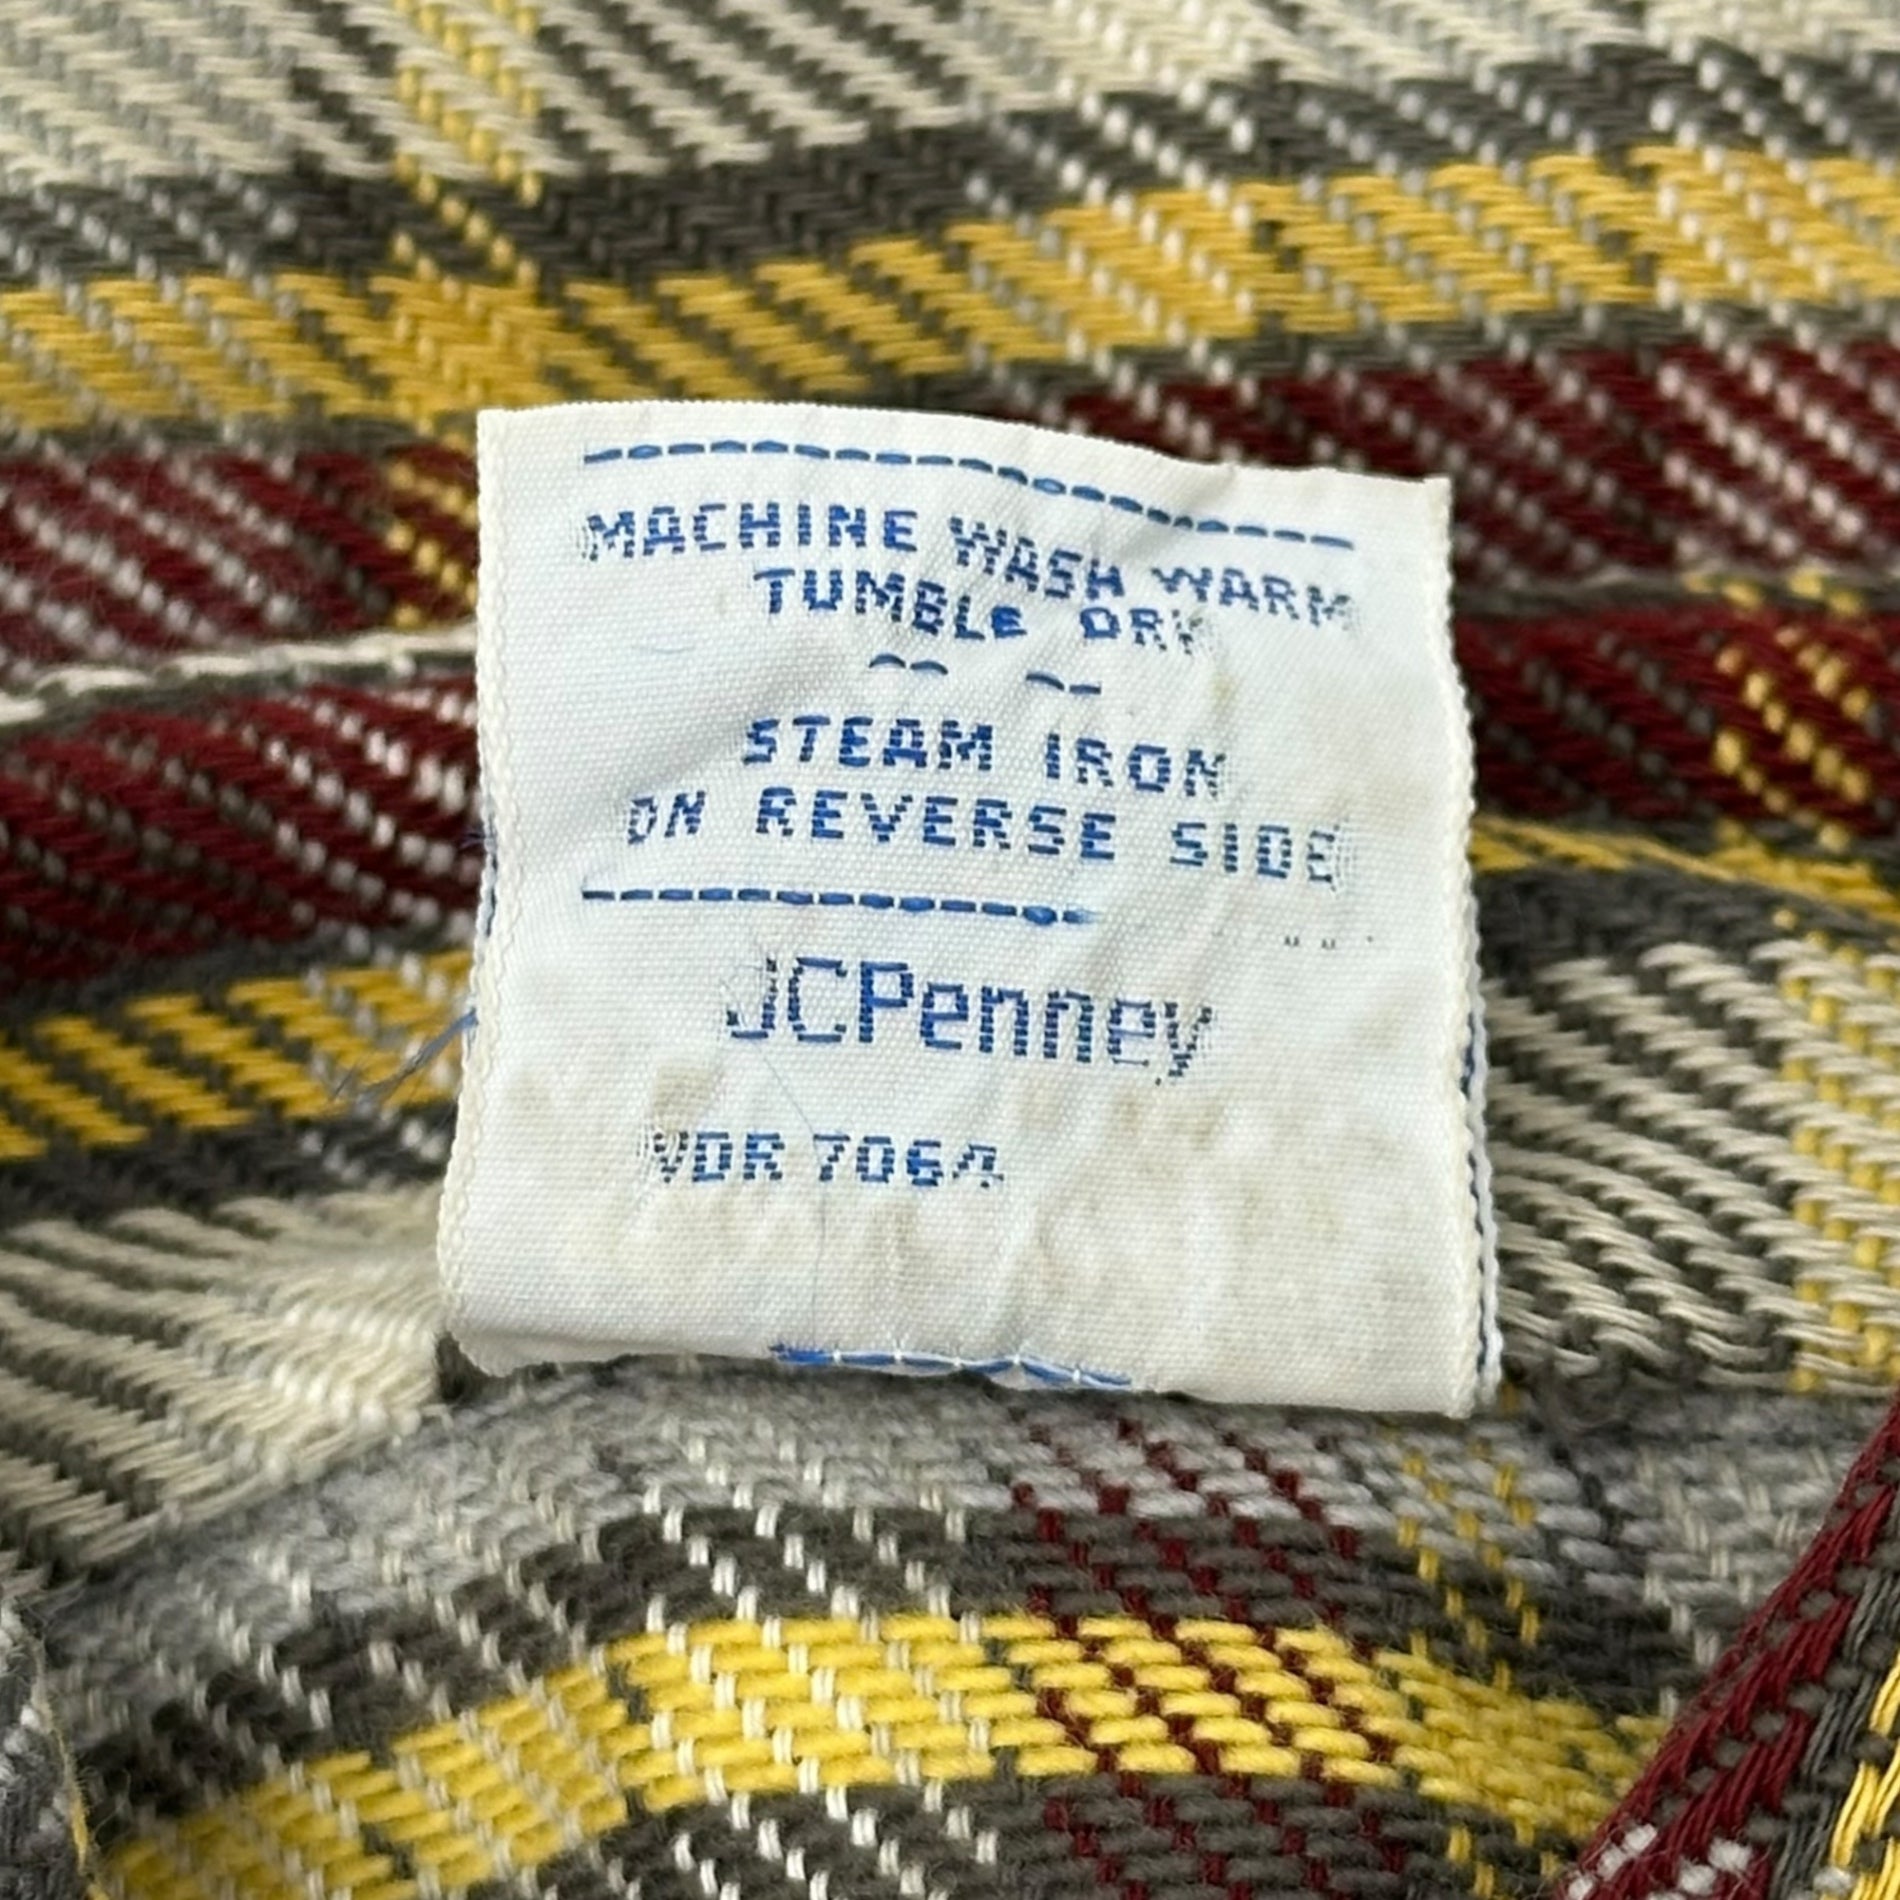 MACHINE WASH WARM
TUMBLE DRY
STEAM IRON
ON REVERSE SIDE
JCPenney
VDR 7064